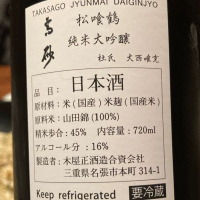 TAKASAGO JYUNMAI DAIGINJYO
高砂
松喰鶴
純米大吟醸
杜氏 大西唯克
品目：日本酒
原材料：米(国産)米麹(国産米)
原料米：山田錦(100%)
精米歩合：45% 内容量：720ml
アルコール分：16%
製造者：木屋正酒造合資会社
三重県名張市本町314-1
Keep refrigerated 要冷蔵